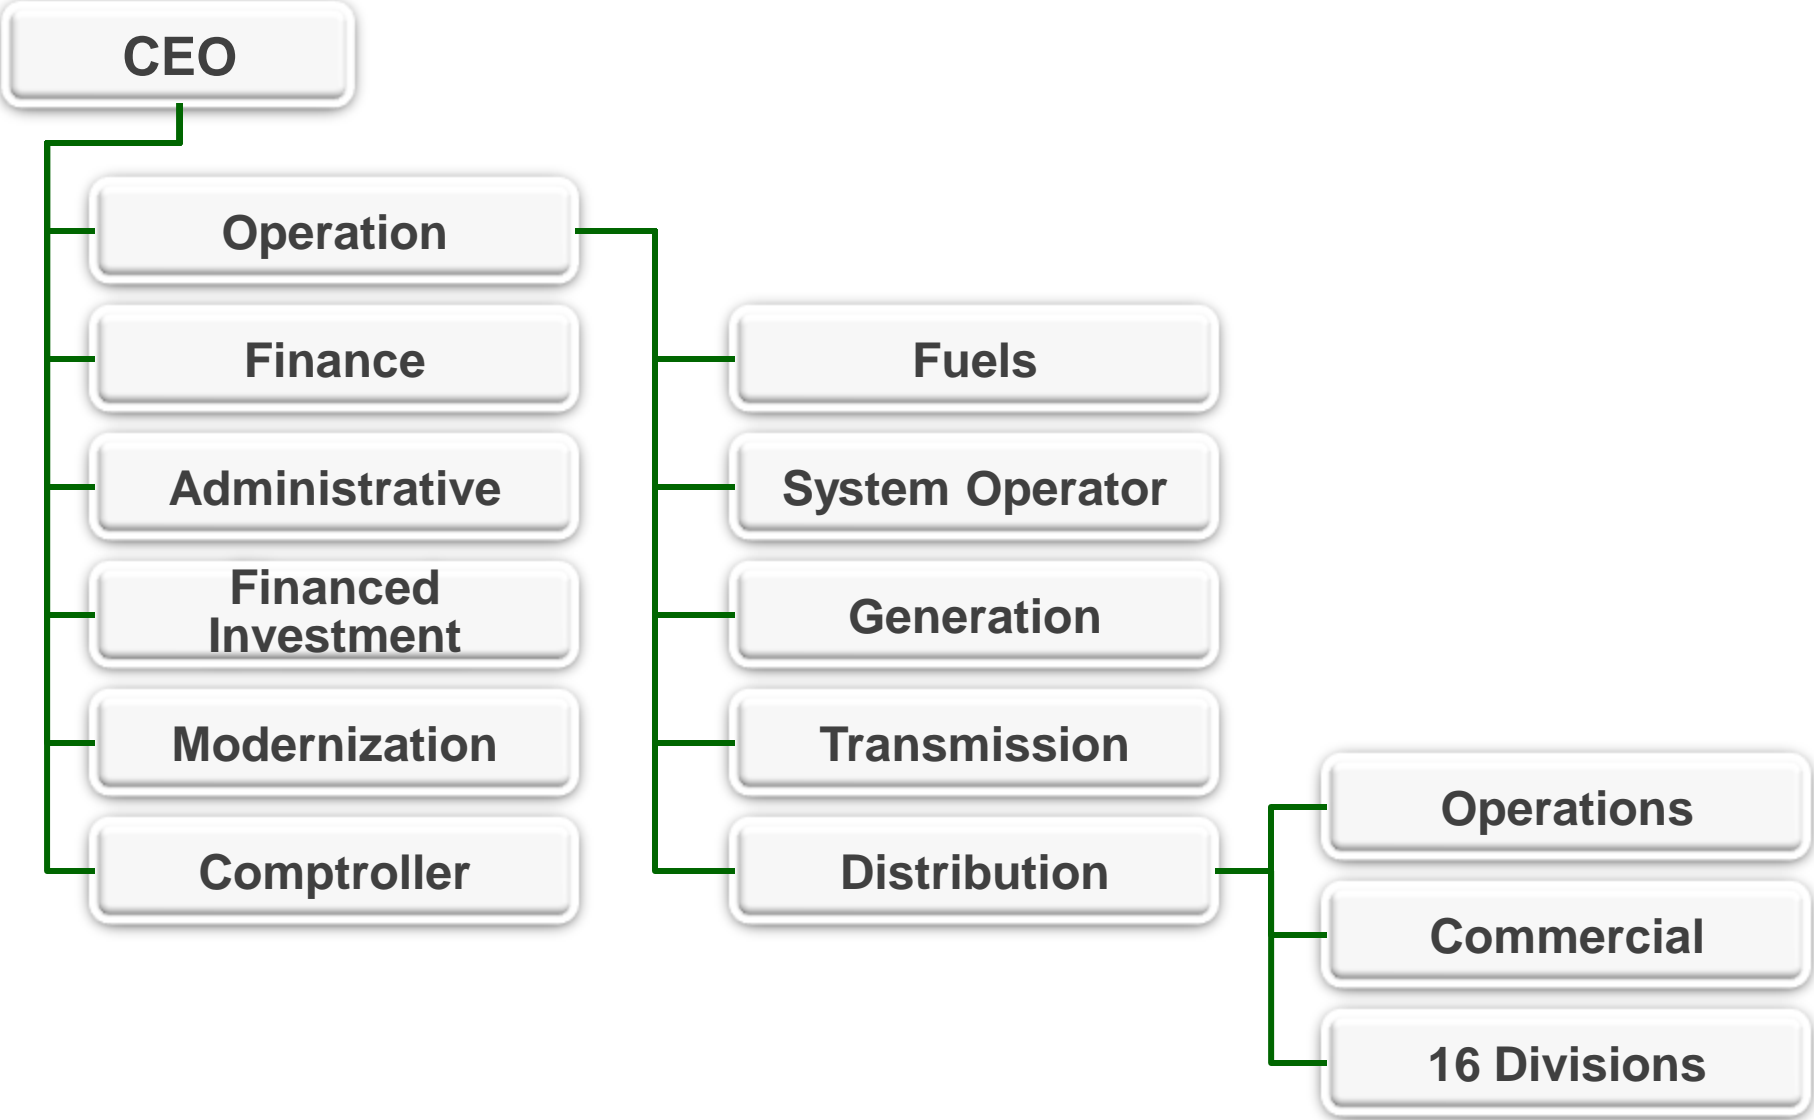 CEO
Operation
Finance
Administrative
Financed
Investment
Modernization
Comptroller
Fuels
System Operator
Generation
Transmission
Distribution
Operations
Commercial
16 Divisions